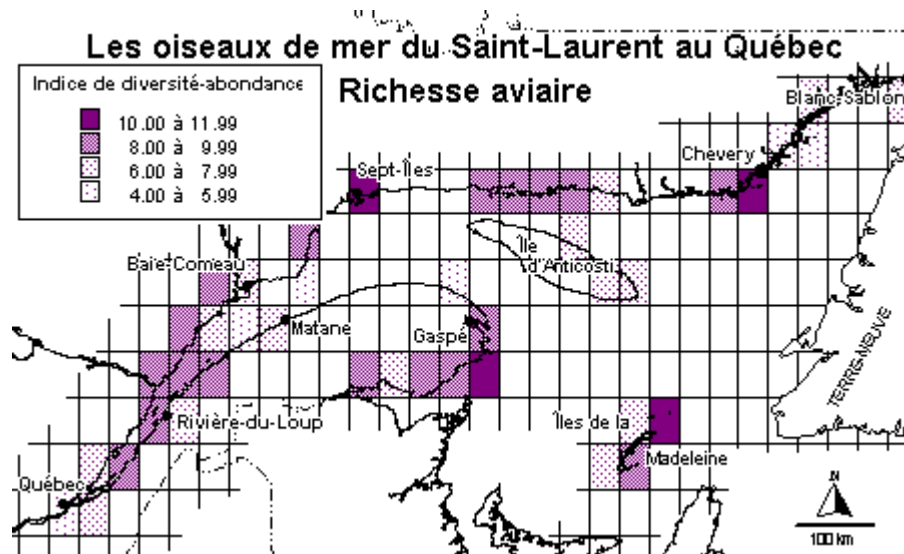 Les oiseaux de mer du Saint-Laurent au Québec
Richesse aviaire
Indice de diversité-abondance
10.00 à 11.99
8.00 à 9.99
6.00 à 7.99
4.00 à 5.99
Blanc-Sablon
Chevery
Sept-Îles
Île
d'Anticosti
Baie-Comeau
Matane
Gaspé
TERRE-NEUVE
Rivière-du-Loup
Îles de la
Madeleine
Québec
N
100 km